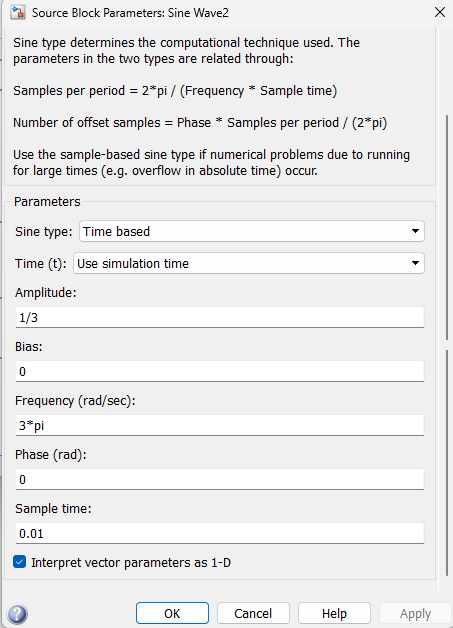 Source Block Parameters: Sine Wave2
Sine type determines the computational technique used. The
parameters in the two types are related through:
Samples per period = 2*pi / (Frequency * Sample time)
Number of offset samples = Phase * Samples per period / (2*pi)
Use the sample-based sine type if numerical problems due to running
for large times (e.g. overflow in absolute time) occur.
Parameters
Sine type: Time based
Time (t): Use simulation time
Amplitude:
1/3
Bias:
0
Frequency (rad/sec):
3*pi
Phase (rad):
0
Sample time:
0.01
Interpret vector parameters as 1-D
OK Cancel Help Apply